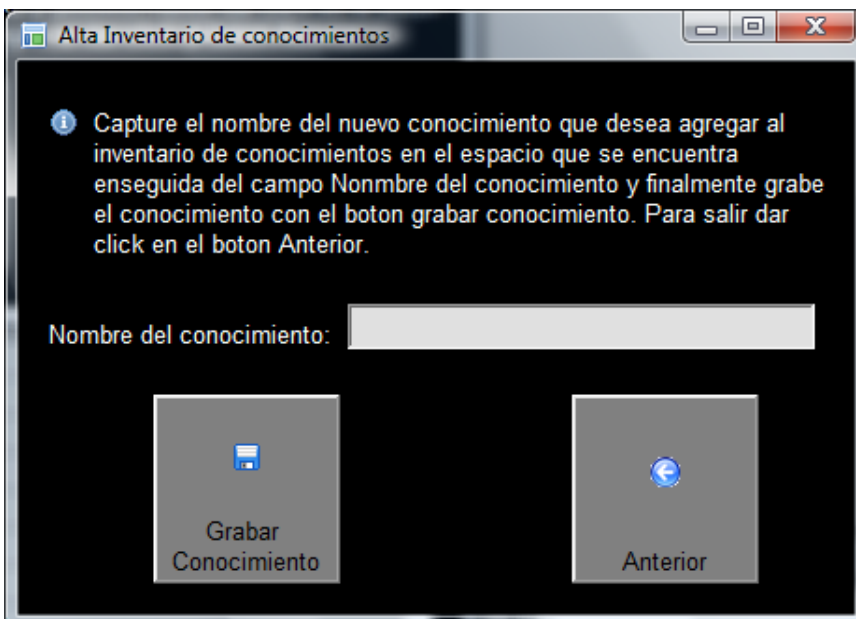 Alta Inventario de conocimientos
Capture el nombre del nuevo conocimiento que desea agregar al
inventario de conocimientos en el espacio que se encuentra
enseguida del campo Nonmbre del conocimiento y finalmente grabe
el conocimiento con el boton grabar conocimiento. Para salir dar
click en el boton Anterior.
Nombre del conocimiento:
Grabar
Conocimiento
Anterior